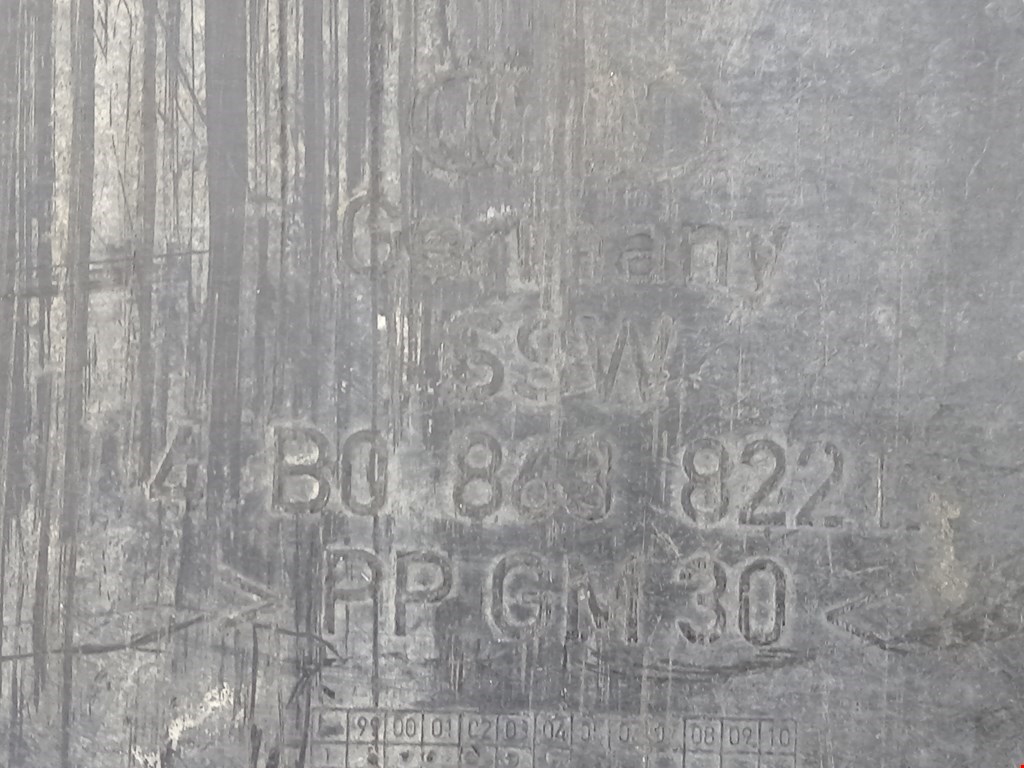 Germany
SSW
4B0 863 822 L
>PP GM 30<
99 00 01 02 03 04 08 09 10